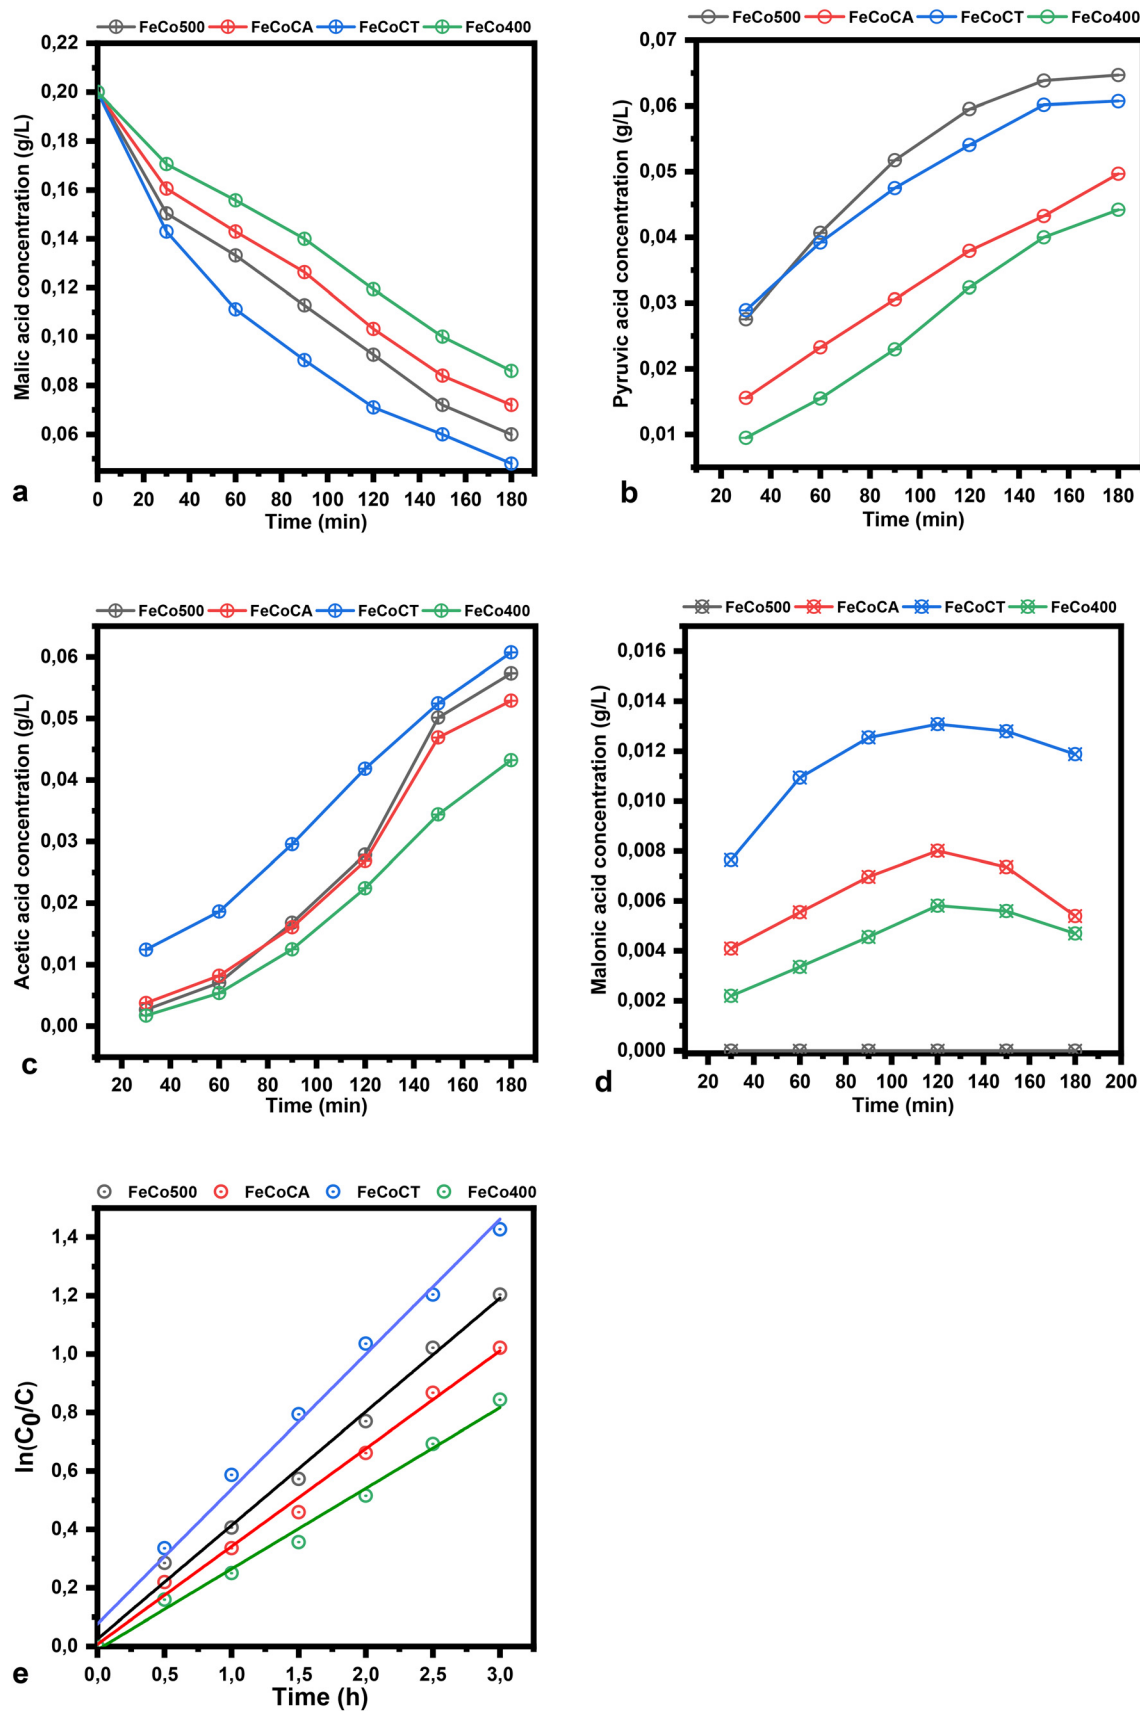 FeCo500 FeCoCA FeCoCT FeCo400
0,22
0,20
0,18
0,16
0,14
0,12
0,10
0,08
0,06
Malic acid concentration (g/L)
0 20 40 60 80 100 120 140 160 180
Time (min)
a
FeCo500 FeCoCA FeCoCT FeCo400
0,07
0,06
0,05
0,04
0,03
0,02
0,01
Pyruvic acid concentration (g/L)
20 40 60 80 100 120 140 160 180
Time (min)
b
FeCo500 FeCoCA FeCoCT FeCo400
0,06
0,05
0,04
0,03
0,02
0,01
0,00
Acetic acid concentration (g/L)
20 40 60 80 100 120 140 160 180
Time (min)
c
FeCo500 FeCoCA FeCoCT FeCo400
0,016
0,014
0,012
0,010
0,008
0,006
0,004
0,002
0,000
Malonic acid concentration (g/L)
20 40 60 80 100 120 140 160 180 200
Time (min)
d
FeCo500 FeCoCA FeCoCT FeCo400
1,4
1,2
1,0
0,8
0,6
0,4
0,2
0,0
ln(C0/C)
0,0 0,5 1,0 1,5 2,0 2,5 3,0
Time (h)
e